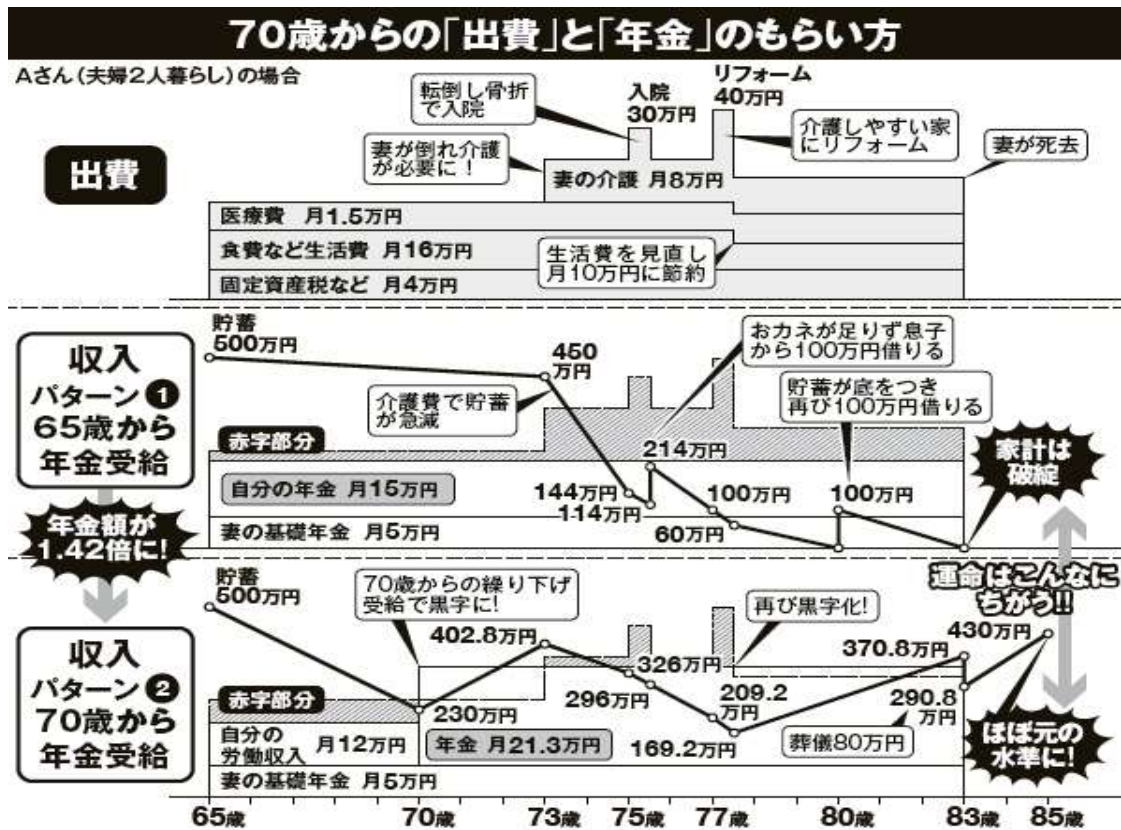 70歳からの「出費」と「年金」のもらい方
Aさん(夫婦2人暮らし)の場合
出費
転倒し骨折
で入院
入院
30万円
リフォーム
40万円
介護しやすい家
にリフォーム
妻が死去
妻が倒れ介護
が必要に！
妻の介護 月8万円
医療費 月1.5万円
食費など生活費 月16万円
生活費を見直し
月10万円に節約
固定資産税など 月4万円
収入
パターン❶
65歳から
年金受給
貯蓄
500万円
450
万円
介護費で貯蓄
が急減
おカネが足りず息子
から100万円借りる
貯蓄が底をつき
再び100万円借りる
赤字部分
自分の年金 月15万円
妻の基礎年金 月5万円
144万円
114万円
214万円
100万円
60万円
100万円
家計は
破綻
年金額が
1.42倍に!
運命はこんなに
ちがう!!
収入
パターン❷
70歳から
年金受給
貯蓄
500万円
70歳からの繰り下げ
受給で黒字に!
402.8万円
再び黒字化!
赤字部分
自分の
労働収入
月12万円
230万円
年金 月21.3万円
296万円
326万円
209.2
万円
169.2万円
370.8万円
430万円
290.8
万円
葬儀80万円
ほぼ元の
水準に!
妻の基礎年金 月5万円
65歳
70歳
73歳
75歳
77歳
80歳
83歳
85歳